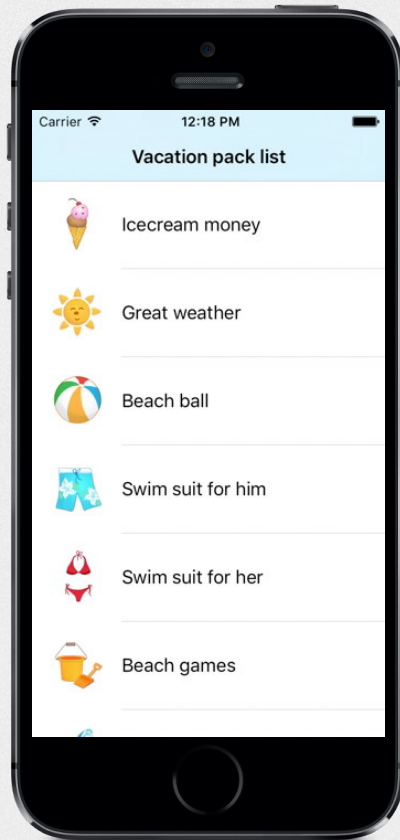 Carrier 12:18 PM
Vacation pack list
Icecream money
Great weather
Beach ball
Swim suit for him
Swim suit for her
Beach games